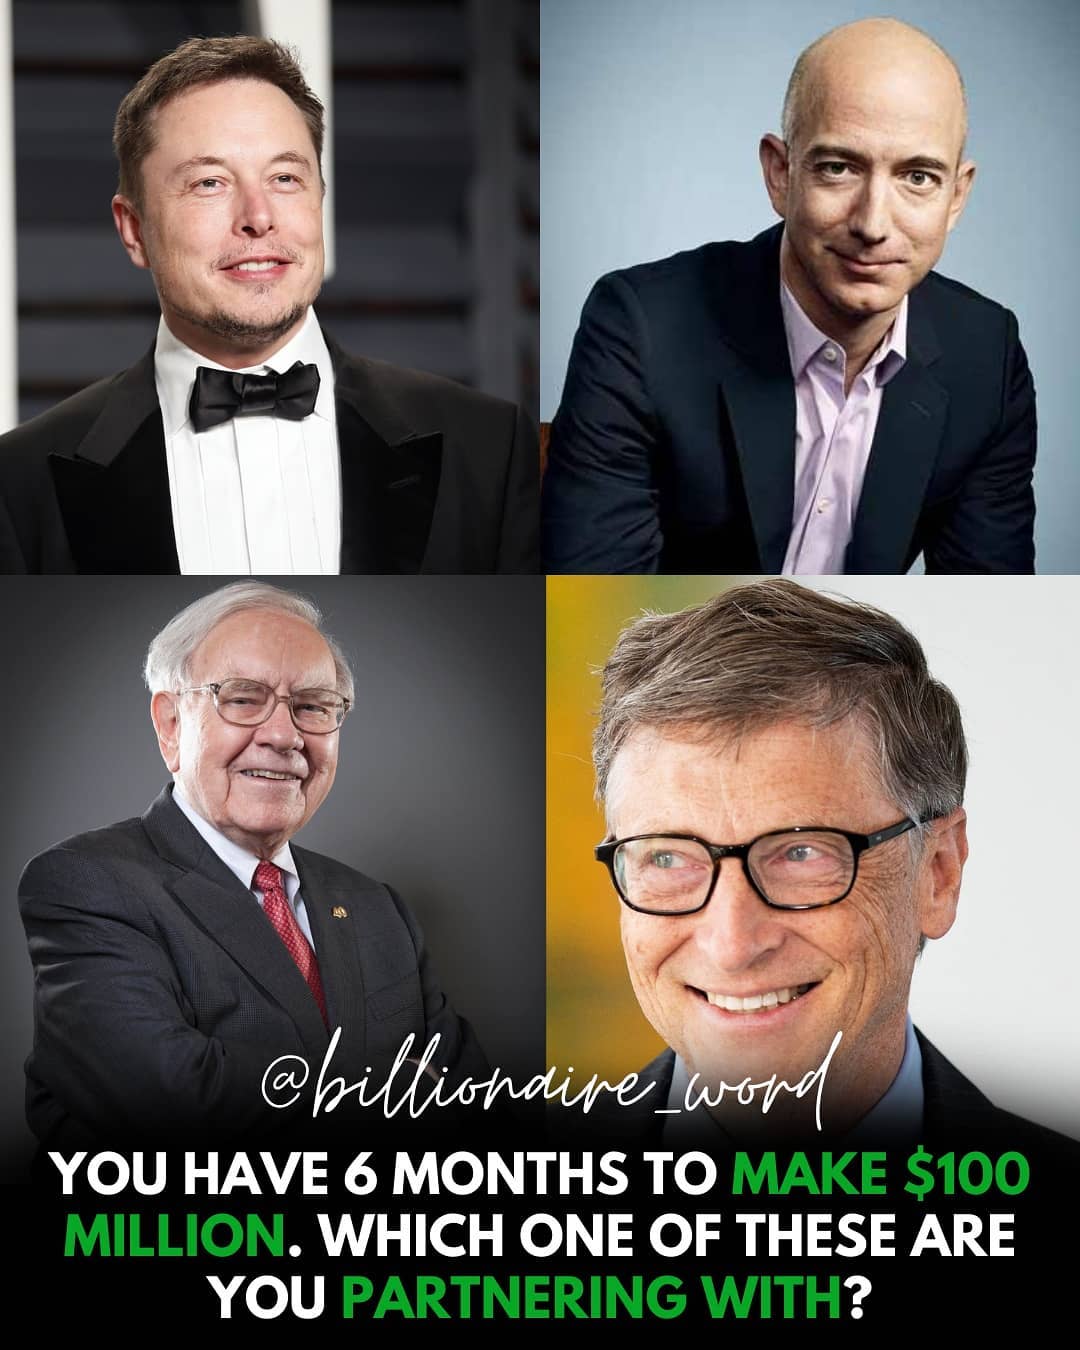 @billionaire_word
YOU HAVE 6 MONTHS TO MAKE $100
MILLION. WHICH ONE OF THESE ARE
YOU PARTNERING WITH?